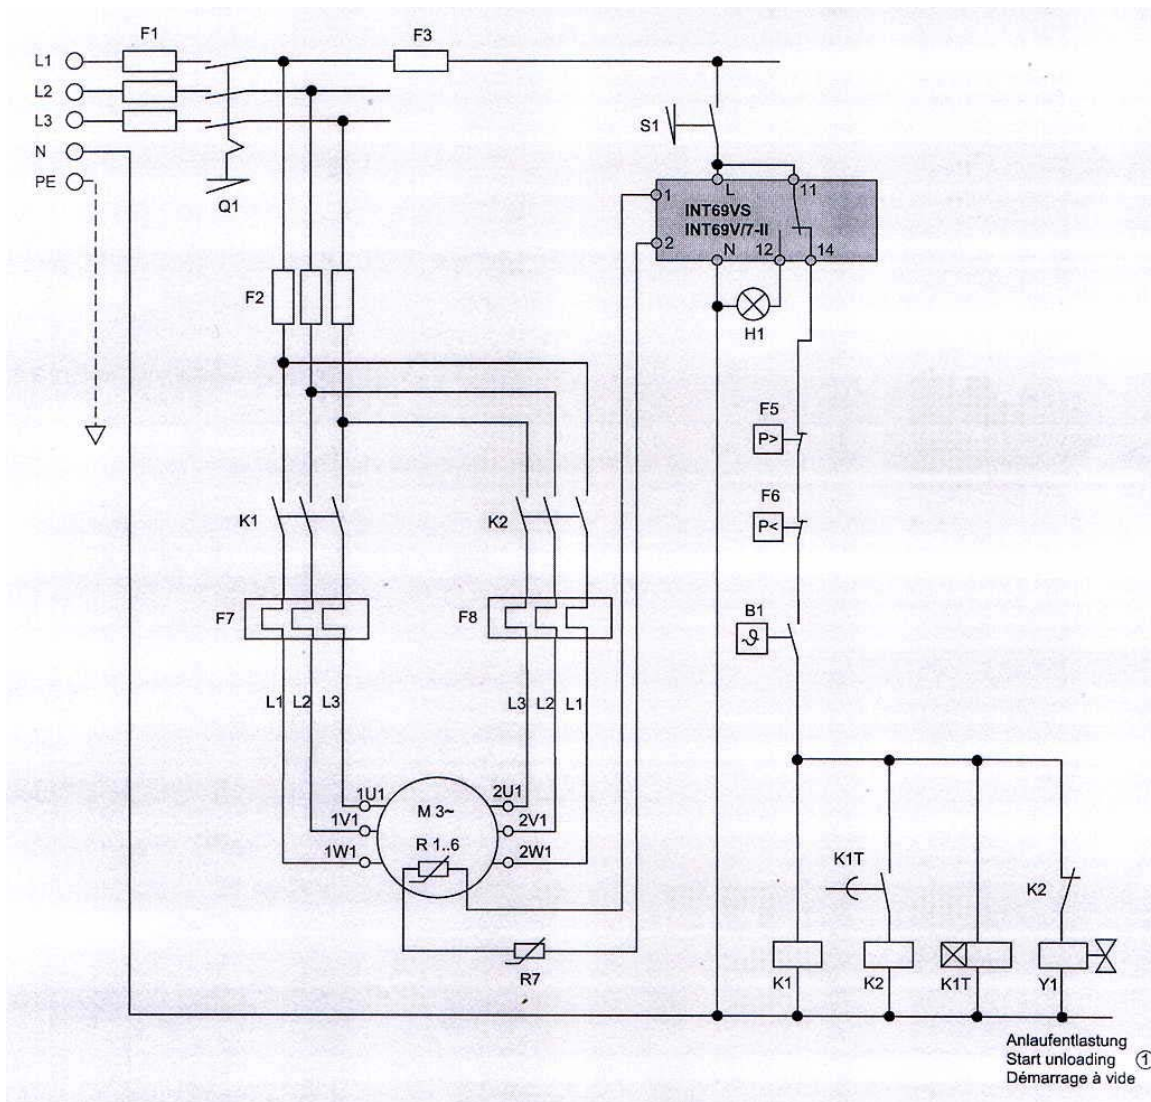 F1
F3
L1
L2
L3
N
PE
Q1
S1
1
L
11
INT69VS
INT69V/7-II
2
N
12
14
F2
H1
F5
P>
F6
P<
K1
K2
F7
F8
B1
ϑ
L1 L2 L3
L3 L2 L1
1U1
M 3~
2U1
1V1
2V1
R 1..6
1W1
2W1
K1T
K2
R7
K1
K2
K1T
Y1
Anlaufentlastung
Start unloading ①
Démarrage à vide